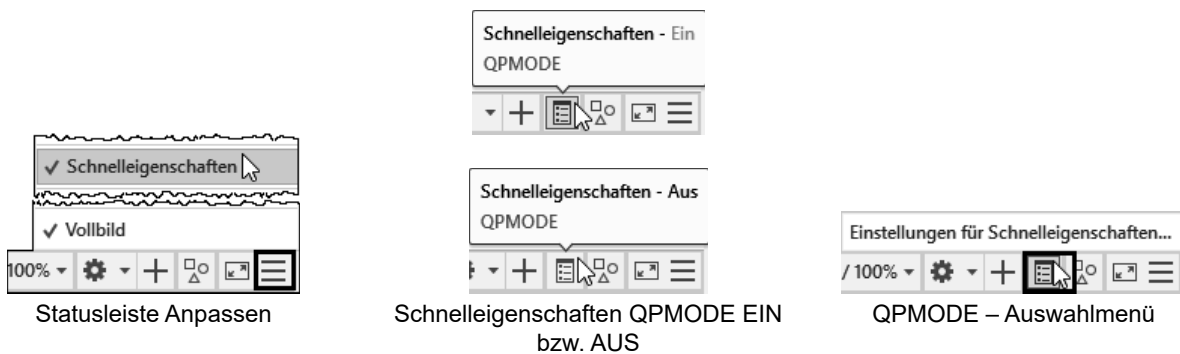 Schnelleigenschaften
Vollbild
100%
Statusleiste Anpassen
Schnelleigenschaften - Ein
QPMODE
Schnelleigenschaften - Aus
QPMODE
Schnelleigenschaften QPMODE EIN
bzw. AUS
Einstellungen für Schnelleigenschaften...
/ 100%
QPMODE – Auswahlmenü